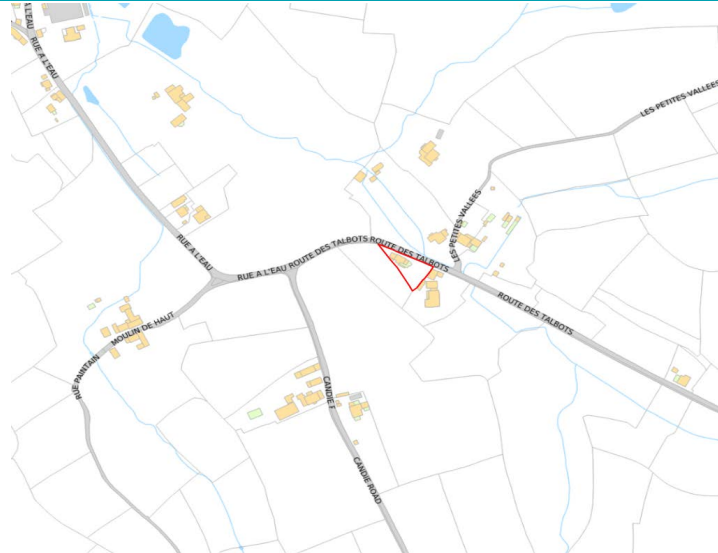 A L'EAU
RUE A L'EAU
LES PETITES VALLEES
LES PETITES VALLEES
RUE A L'EAU
RUE A L'EAU
ROUTE DES TALBOTS
ROUTE DES TALBOTS
ROUTE DES TALBOTS
MOULIN DE HAUT
RUE PAINTAIN
CANDIE R
CANDIE ROAD